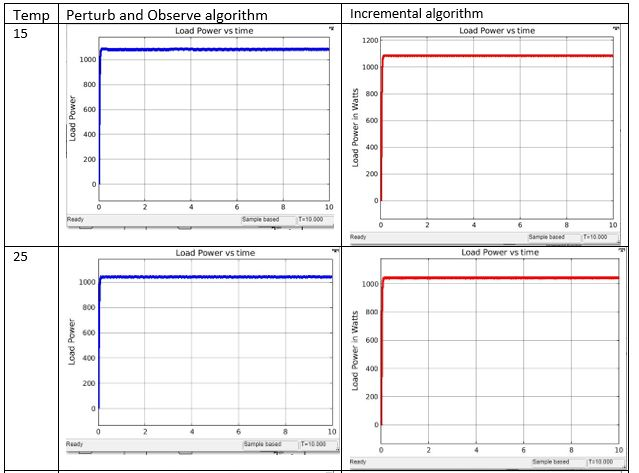 Temp Perturb and Observe algorithm Incremental algorithm
15
Load Power vs time
Load Power
1000
800
600
400
200
0
0 2 4 6 8 10
Ready Sample based T=10.000
Load Power vs time
Load Power in Watts
1200
1000
800
600
400
200
0
0 2 4 6 8 10
Ready Sample based T=10.000
25
Load Power vs time
Load Power
1000
800
600
400
200
0
0 2 4 6 8 10
Ready Sample based T=10.000
Load Power vs time
Load Power in Watts
1000
800
600
400
200
0
0 2 4 6 8 10
Ready Sample based T=10.000